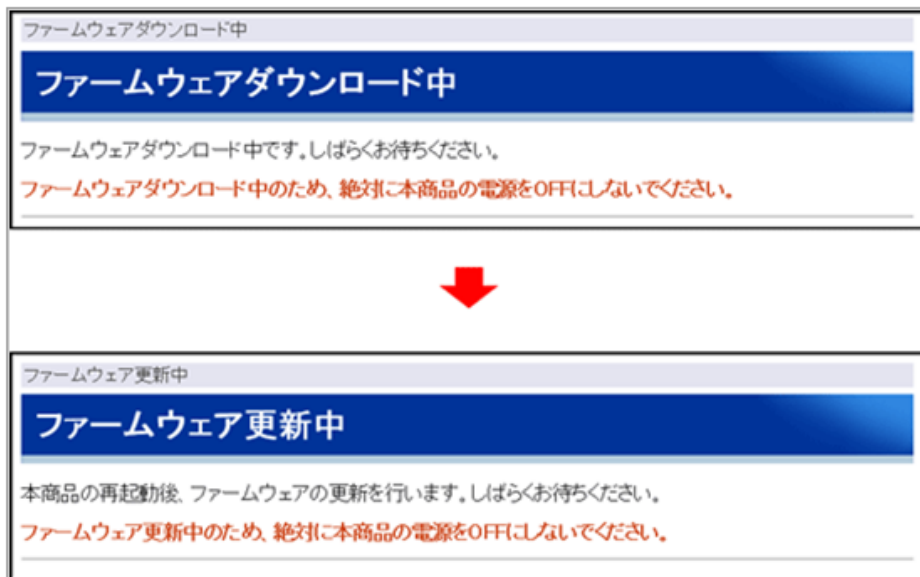 ファームウェアダウンロード中
ファームウェアダウンロード中
ファームウェアダウンロード中です。しばらくお待ちください。
ファームウェアダウンロード中のため、絶対に本商品の電源をOFFにしないでください。
ファームウェア更新中
ファームウェア更新中
本商品の再起動後、ファームウェアの更新を行います。しばらくお待ちください。
ファームウェア更新中のため、絶対に本商品の電源をOFFにしないでください。